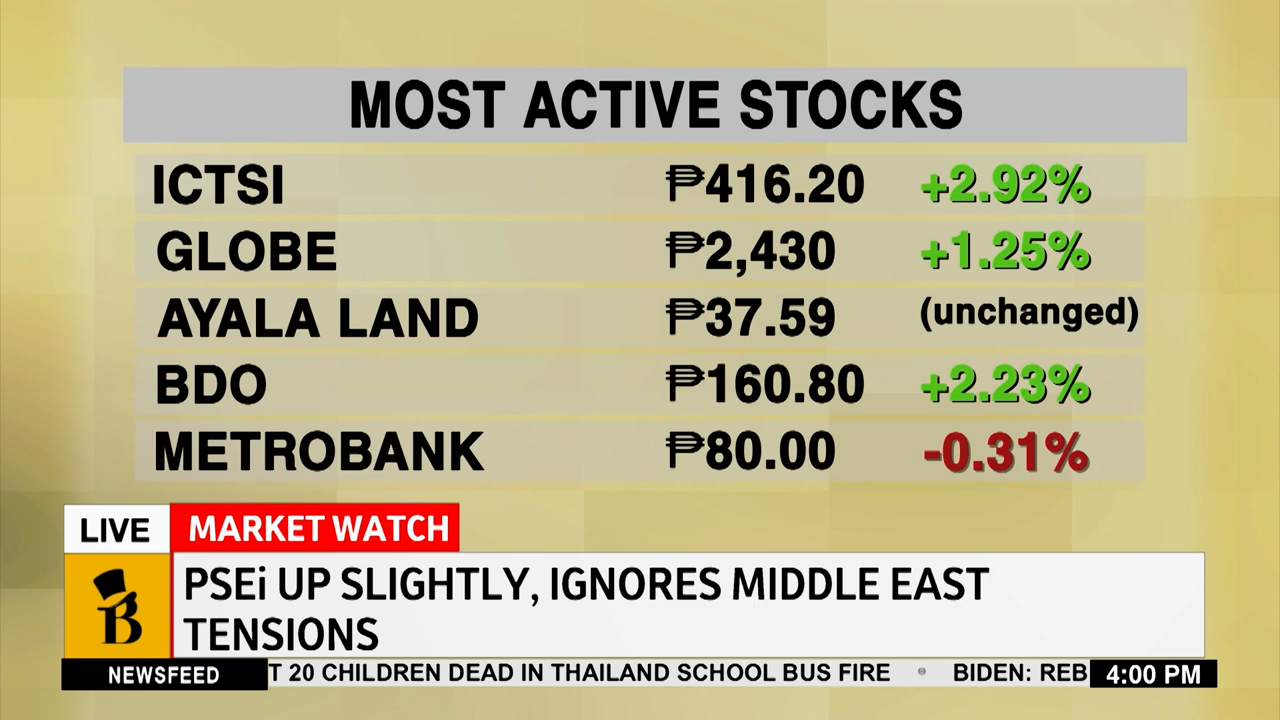 MOST ACTIVE STOCKS
ICTSI ₱416.20 +2.92%
GLOBE ₱2,430 +1.25%
AYALA LAND ₱37.59 (unchanged)
BDO ₱160.80 +2.23%
METROBANK ₱80.00 -0.31%
LIVE MARKET WATCH
B PSEi UP SLIGHTLY, IGNORES MIDDLE EAST
TENSIONS
NEWSFEED 20 CHILDREN DEAD IN THAILAND SCHOOL BUS FIRE • BIDEN: 4:00 PM